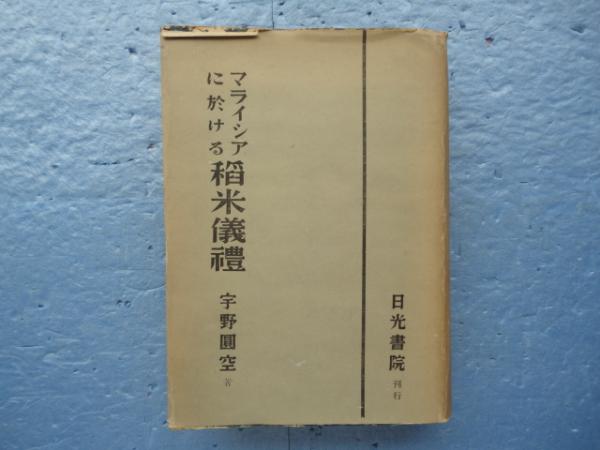 マライシア
に於ける
稻米儀禮
宇野圓空 著
日光書院 刊行